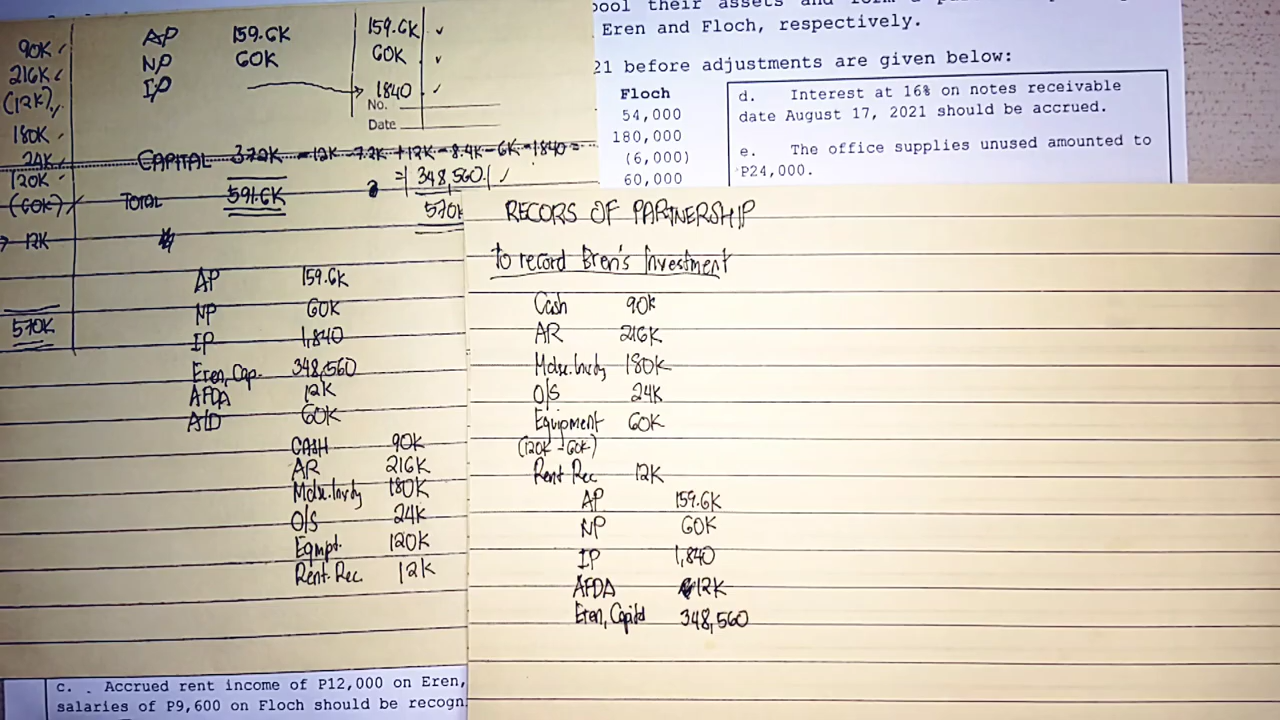 90K ✓
216K ✓
(12K) ✓
180K ✓
24K ✓
120K ✓
(60K) ✓
12K
570K
AP 159.6K 159.6K ✓
NP 60K 60K ✓
IP → 1840 ✓
No.
Date
CAPITAL 372K -12K -7.2K +12K -8.4K -6K -1840 =
= 348,560 ✓
TOTAL 591.6K
570K
AP 159.6K
NP 60K
IP 1,840
Eren, Cap. 348,560
AFDA 12K
A/D 60K
CASH 90K
AR 216K
Mdse. Invty 180K
O/S 24K
Eqmpt. 120K
Rent. Rec. 12K
c. . Accrued rent income of P12,000 on Eren,
salaries of P9,600 on Floch should be recogn
pool their assets and form a
Eren and Floch, respectively.
21 before adjustments are given below:
Floch
54,000
180,000
(6,000)
60,000
d. Interest at 16% on notes receivable
date August 17, 2021 should be accrued.
e. The office supplies unused amounted to
P24,000.
RECORS OF PARTNERSHIP
to record Eren's Investment
Cash 90K
AR 216K
Mdse. Invty 180K
O/S 24K
Equipment 60K
(120K - 60K)
Rent Rec 12K
AP 159.6K
NP 60K
IP 1,840
AFDA 12K
Eren, Capital 348,560